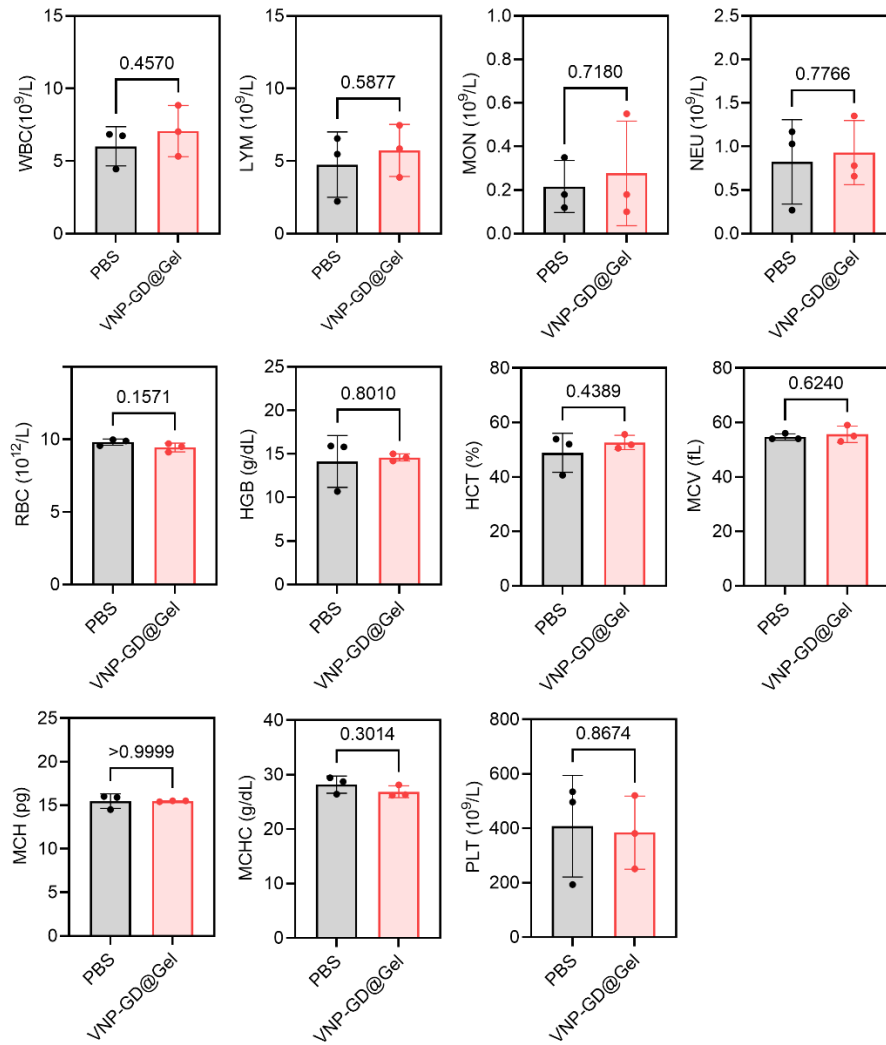 WBC(10⁹/L)
15
10
5
0
0.4570
PBS
VNP-GD@Gel
LYM (10⁹/L)
15
10
5
0
0.5877
PBS
VNP-GD@Gel
MON (10⁹/L)
1.0
0.8
0.6
0.4
0.2
0.0
0.7180
PBS
VNP-GD@Gel
NEU (10⁹/L)
2.5
2.0
1.5
1.0
0.5
0.0
0.7766
PBS
VNP-GD@Gel
RBC (10¹²/L)
10
5
0
0.1571
PBS
VNP-GD@Gel
HGB (g/dL)
25
20
15
10
5
0
0.8010
PBS
VNP-GD@Gel
HCT (%)
80
60
40
20
0
0.4389
PBS
VNP-GD@Gel
MCV (fL)
80
60
40
20
0
0.6240
PBS
VNP-GD@Gel
MCH (pg)
25
20
15
10
5
0
>0.9999
PBS
VNP-GD@Gel
MCHC (g/dL)
40
30
20
10
0
0.3014
PBS
VNP-GD@Gel
PLT (10⁹/L)
800
600
400
200
0
0.8674
PBS
VNP-GD@Gel